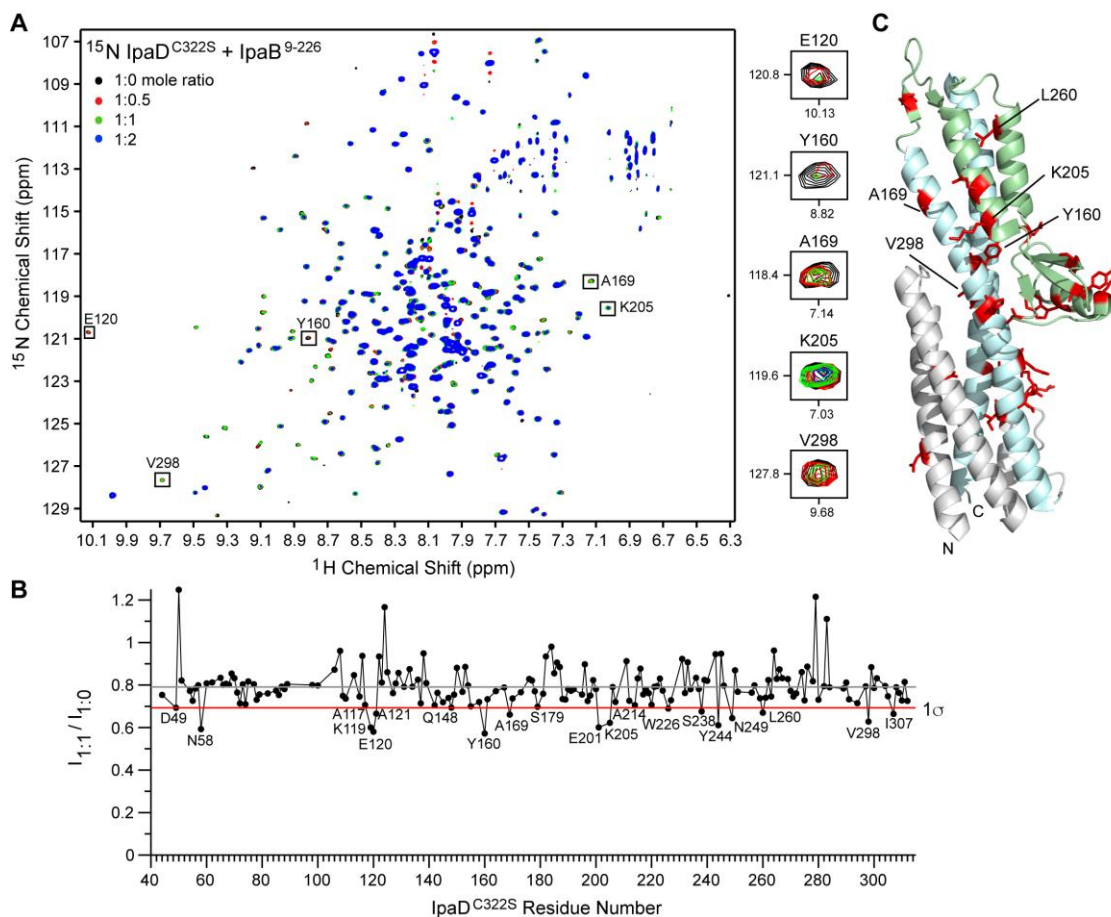 A
15N IpaDC322S + IpaB9-226
1:0 mole ratio
1:0.5
1:1
1:2
E120
Y160
A169
K205
V298
107
109
111
113
115
117
119
121
123
125
127
129
15N Chemical Shift (ppm)
10.1 9.9 9.7 9.5 9.3 9.1 8.9 8.7 8.5 8.3 8.1 7.9 7.7 7.5 7.3 7.1 6.9 6.7 6.5 6.3
1H Chemical Shift (ppm)
E120
120.8
10.13
Y160
121.1
8.82
A169
118.4
7.14
K205
119.6
7.03
V298
127.8
9.68
C
L260
K205
A169
Y160
V298
C
N
B
I1:1 / I1:0
1.2
1
0.8
0.6
0.4
0.2
0
1σ
D49
N58
A117
K119
E120
A121
Q148
Y160
A169
S179
E201
K205
A214
W226
S238
Y244
N249
L260
V298
I307
40 60 80 100 120 140 160 180 200 220 240 260 280 300
IpaDC322S Residue Number